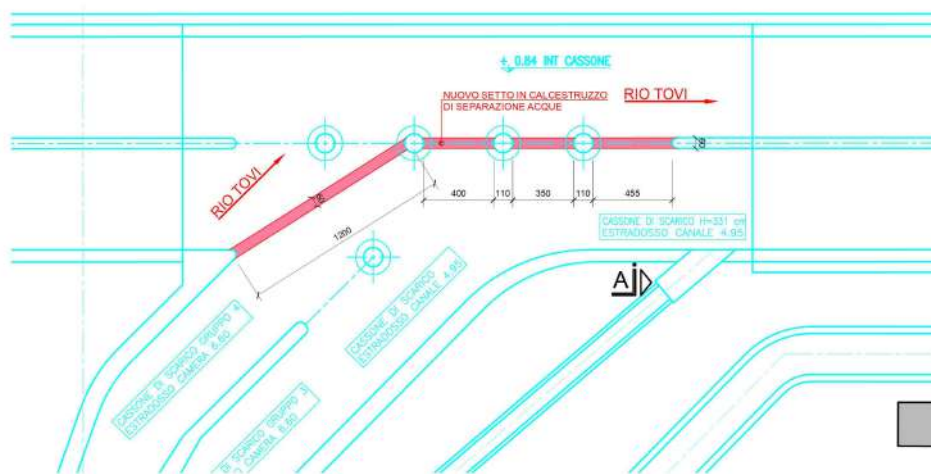 + 0.84 INT CASSONE
NUOVO SETTO IN CALCESTRUZZO
DI SEPARAZIONE ACQUE
RIO TOVI
RIO TOVI
60
60
400
110
350
110
455
1200
CASSONE DI SCARICO H=331 cm
ESTRADOSSO CANALE 4.95
A
CASSONE DI SCARICO
ESTRADOSSO CANALE 4.95
CASSONE DI SCARICO GRUPPO 4
ESTRADOSSO CAMERA 6.60
DI SCARICO GRUPPO 3
CAMERA 6.60